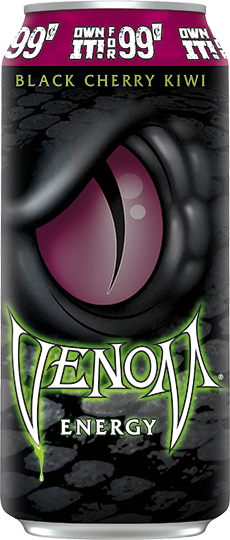 99¢ OWN IT! FOR 99¢ OWN IT!
BLACK CHERRY KIWI
VENOM®
ENERGY